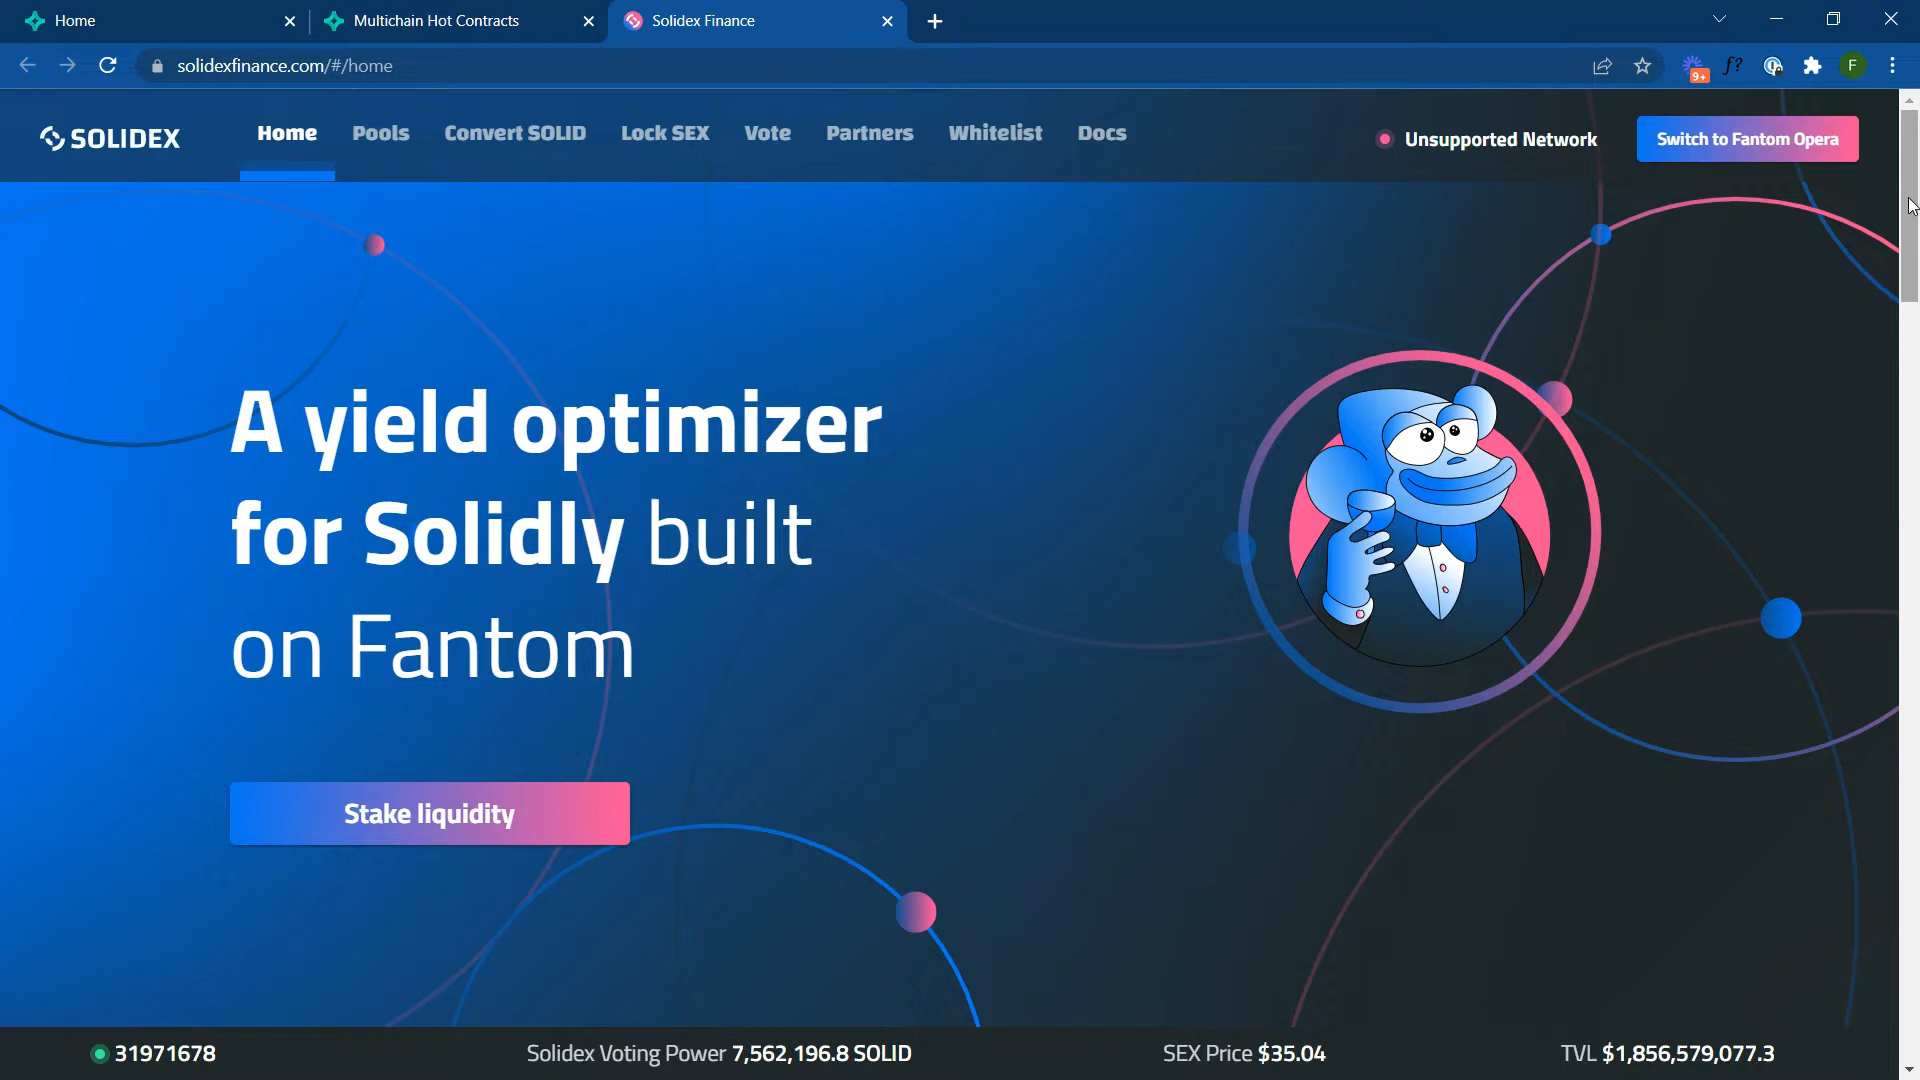 Home
Multichain Hot Contracts
Solidex Finance
solidexfinance.com/#/home
9+
f?
F
SOLIDEX
Home
Pools
Convert SOLID
Lock SEX
Vote
Partners
Whitelist
Docs
Unsupported Network
Switch to Fantom Opera
A yield optimizer
for Solidly built
on Fantom
Stake liquidity
31971678
Solidex Voting Power 7,562,196.8 SOLID
SEX Price $35.04
TVL $1,856,579,077.3